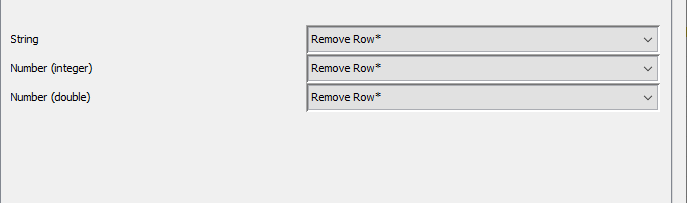 String Remove Row*
Number (integer) Remove Row*
Number (double) Remove Row*